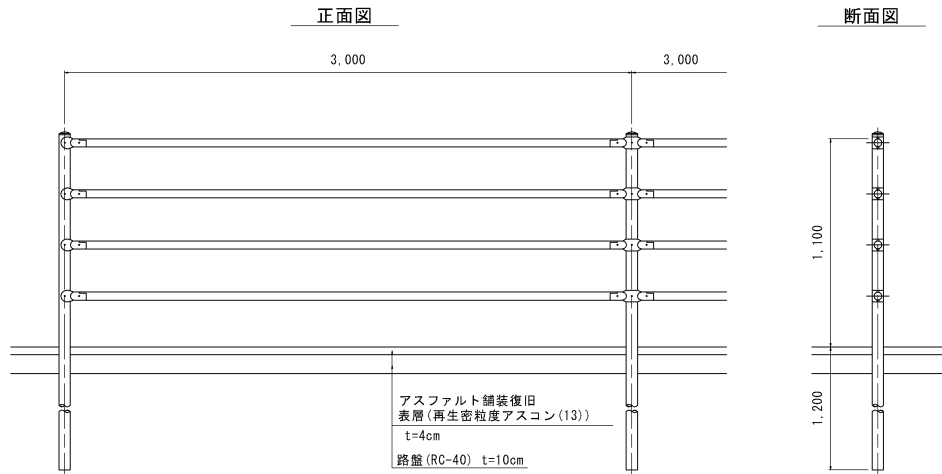 正面図
断面図
3,000
3,000
1,100
1,200
アスファルト舗装復旧
表層(再生密粒度アスコン(13))
t=4cm
路盤(RC-40) t=10cm